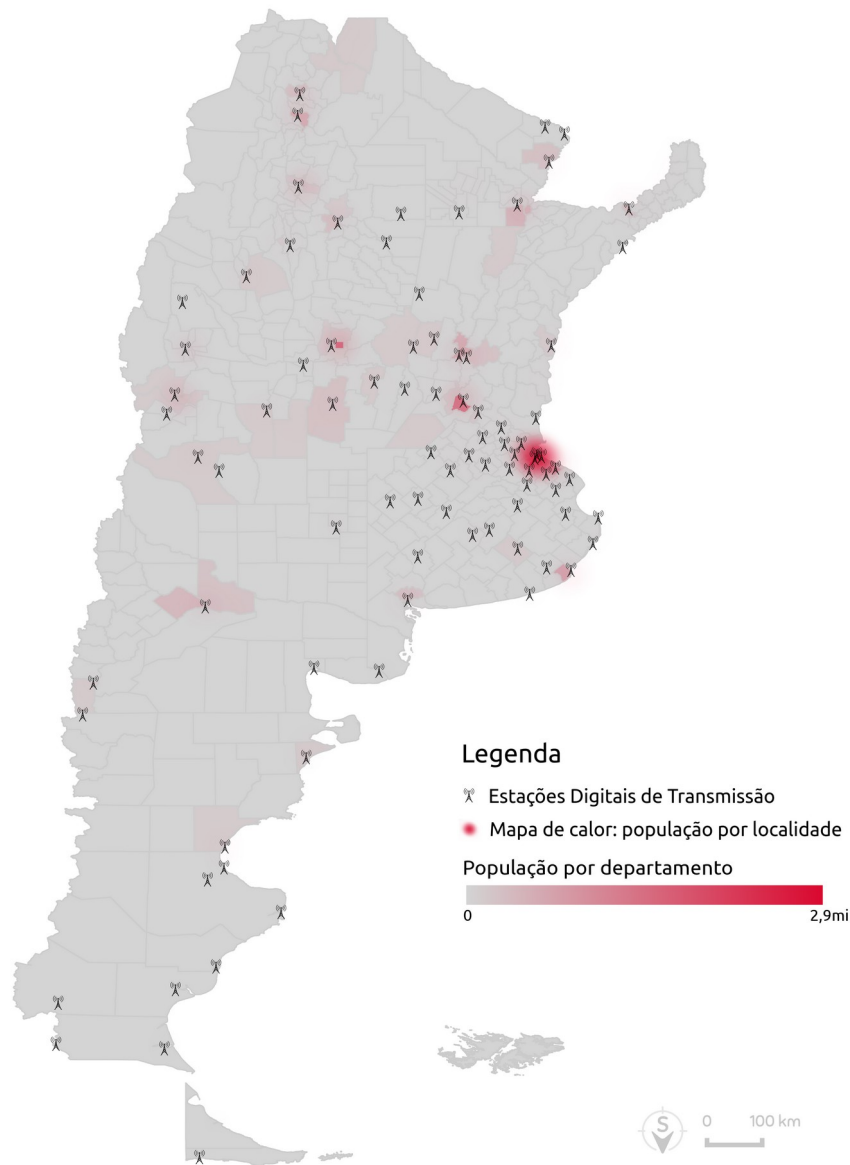 Legenda
Estações Digitais de Transmissão
Mapa de calor: população por localidade
População por departamento
0 2,9mi
S 0 100 km